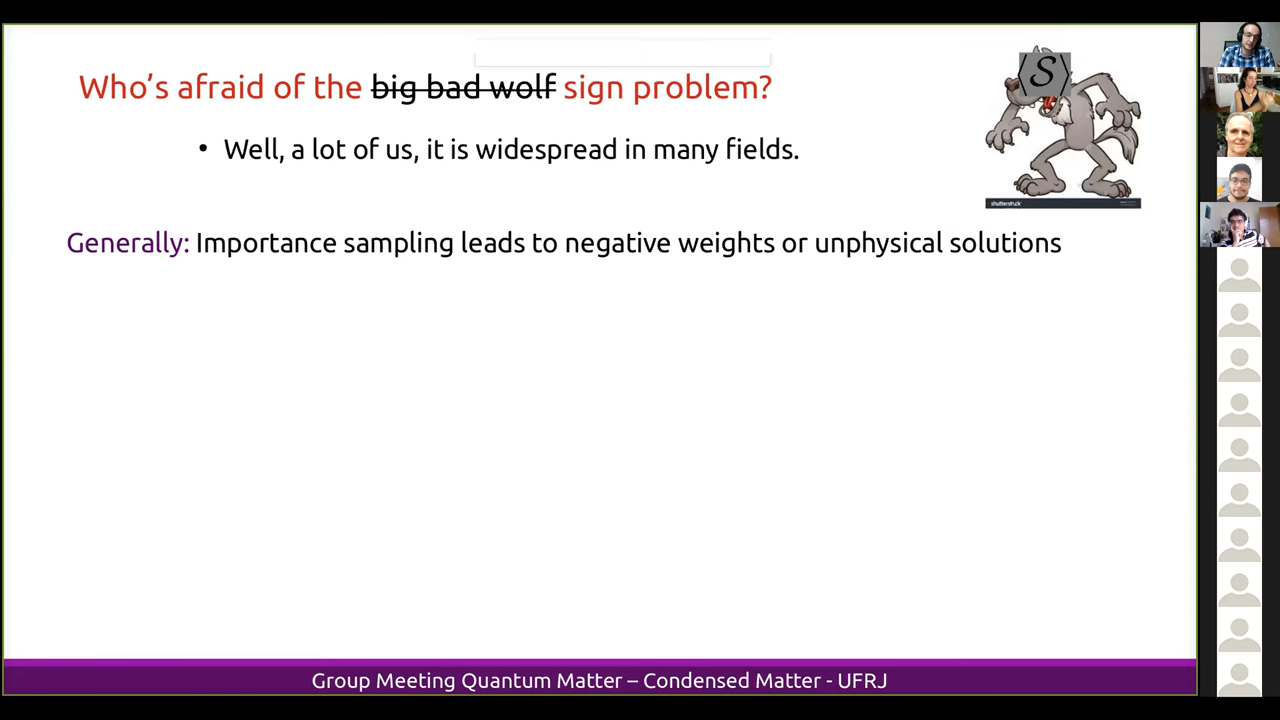 Who's afraid of the big bad wolf sign problem?
⟨S⟩
• Well, a lot of us, it is widespread in many fields.
shutterstock
Generally: Importance sampling leads to negative weights or unphysical solutions
Group Meeting Quantum Matter – Condensed Matter - UFRJ